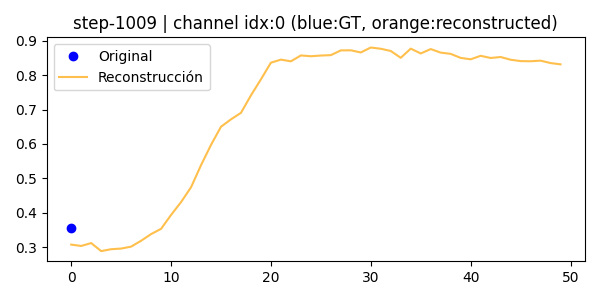 step-1009 | channel idx:0 (blue:GT, orange:reconstructed)
Original
Reconstrucción
0.9
0.8
0.7
0.6
0.5
0.4
0.3
0 10 20 30 40 50